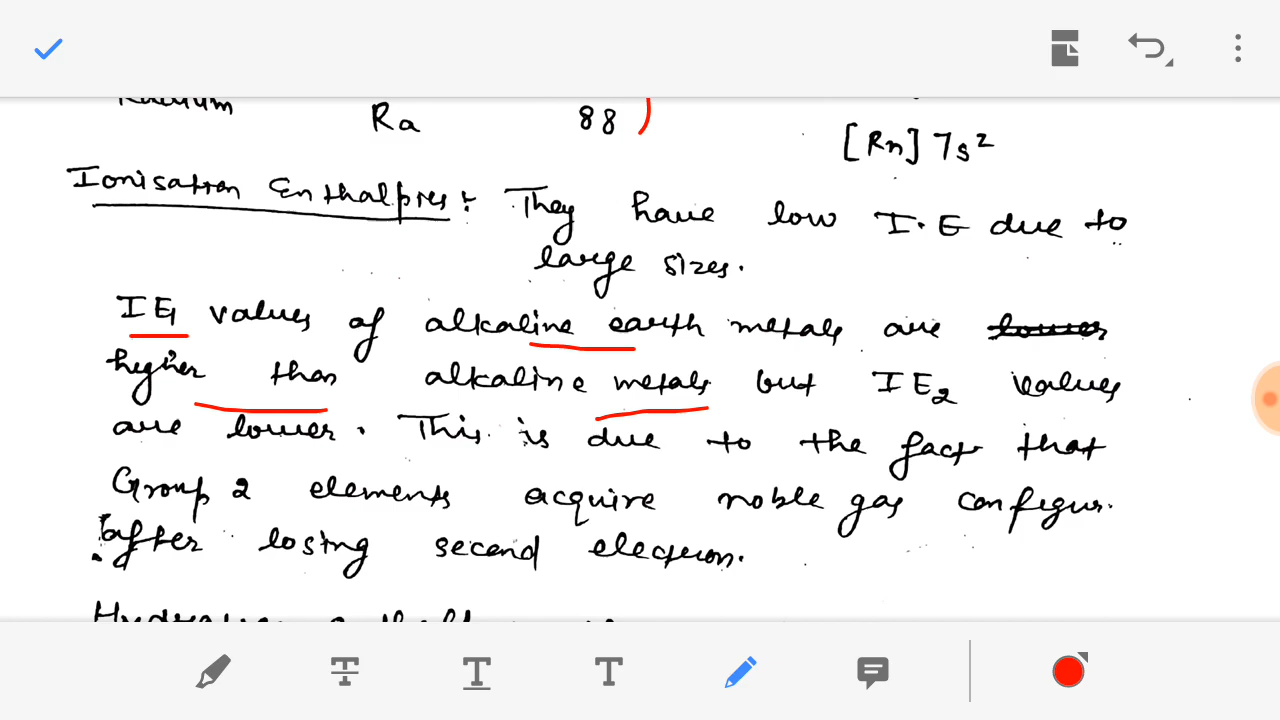 Radium Ra 88 )
[Rn] 7s²
Ionisation Enthalpies : They have low I.E due to
large sizes.
IE₁ values of alkaline earth metals are lower
higher than alkaline metals but IE₂ values
are lower. This is due to the fact that
Group 2 elements acquire noble gas configur.
after losing second electron.